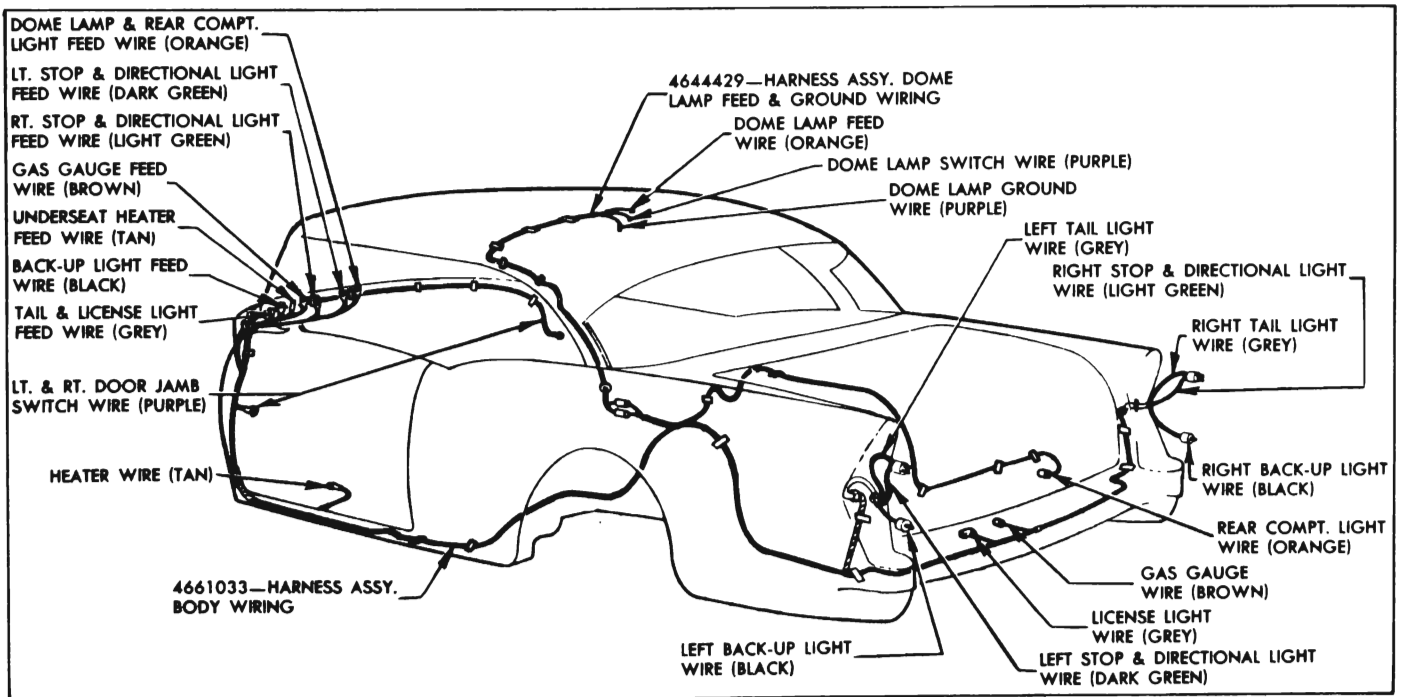 DOME LAMP & REAR COMPT.
LIGHT FEED WIRE (ORANGE)
LT. STOP & DIRECTIONAL LIGHT
FEED WIRE (DARK GREEN)
RT. STOP & DIRECTIONAL LIGHT
FEED WIRE (LIGHT GREEN)
GAS GAUGE FEED
WIRE (BROWN)
UNDERSEAT HEATER
FEED WIRE (TAN)
BACK-UP LIGHT FEED
WIRE (BLACK)
TAIL & LICENSE LIGHT
FEED WIRE (GREY)
LT. & RT. DOOR JAMB
SWITCH WIRE (PURPLE)
HEATER WIRE (TAN)
4661033—HARNESS ASSY.
BODY WIRING
4644429—HARNESS ASSY. DOME
LAMP FEED & GROUND WIRING
DOME LAMP FEED
WIRE (ORANGE)
DOME LAMP SWITCH WIRE (PURPLE)
DOME LAMP GROUND
WIRE (PURPLE)
LEFT TAIL LIGHT
WIRE (GREY)
RIGHT STOP & DIRECTIONAL LIGHT
WIRE (LIGHT GREEN)
RIGHT TAIL LIGHT
WIRE (GREY)
RIGHT BACK-UP LIGHT
WIRE (BLACK)
REAR COMPT. LIGHT
WIRE (ORANGE)
GAS GAUGE
WIRE (BROWN)
LICENSE LIGHT
WIRE (GREY)
LEFT STOP & DIRECTIONAL LIGHT
WIRE (DARK GREEN)
LEFT BACK-UP LIGHT
WIRE (BLACK)